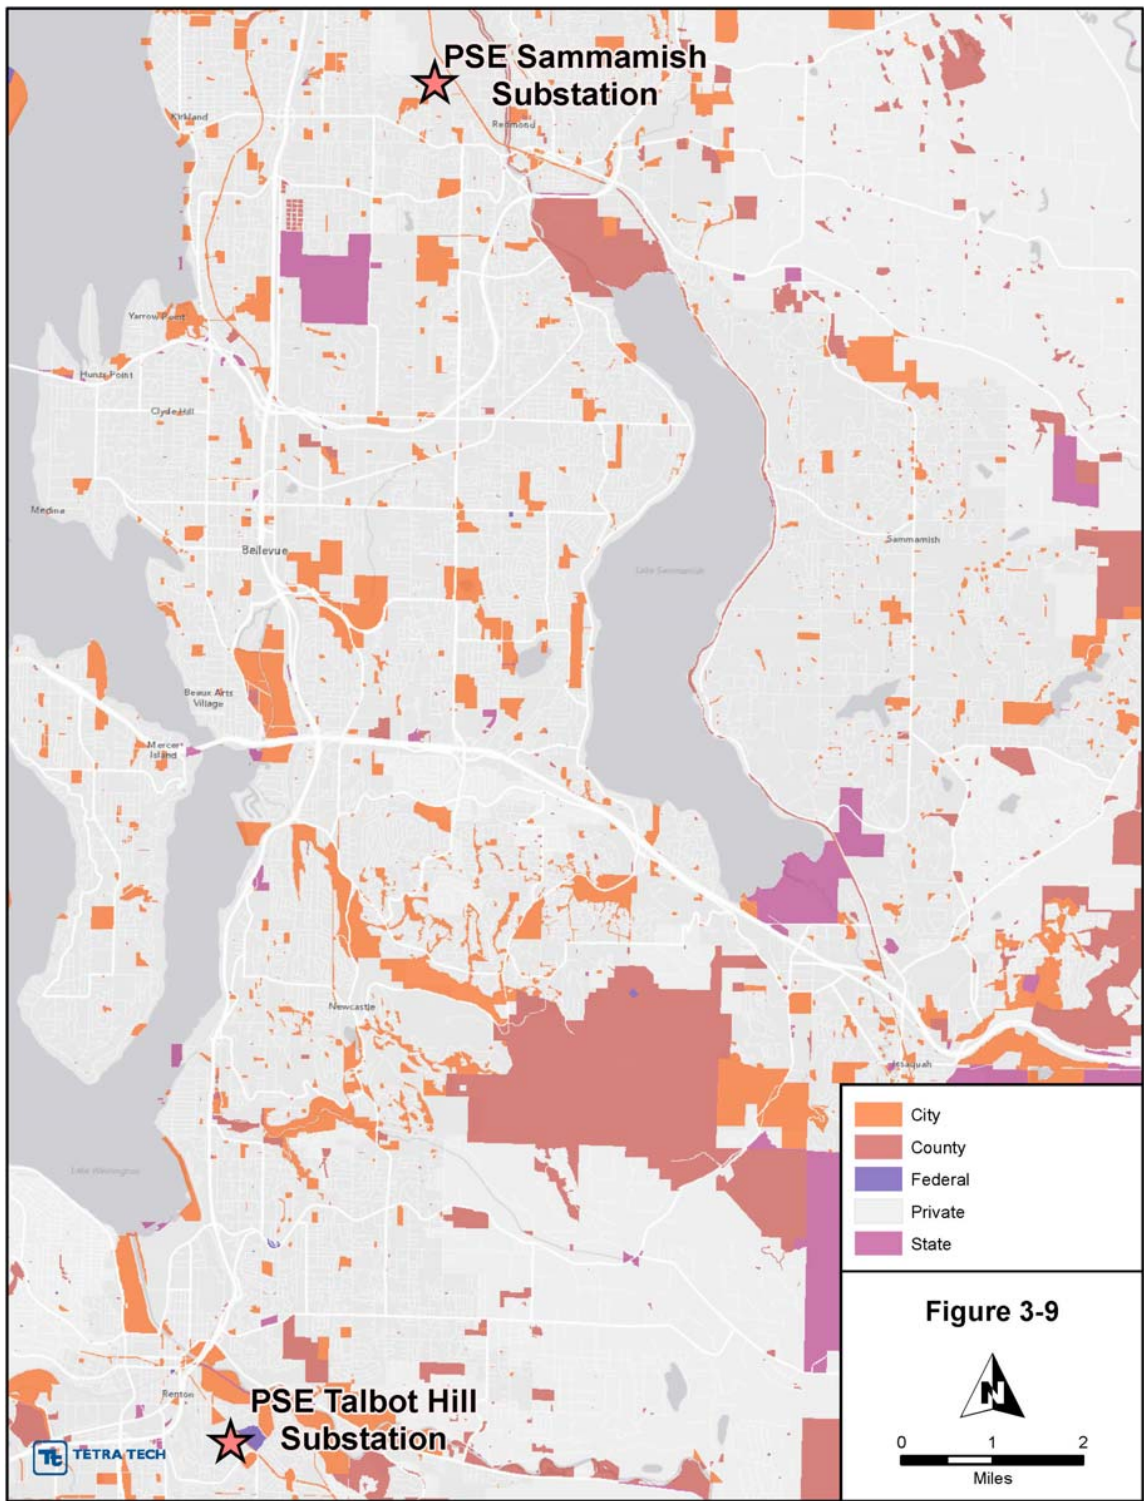 PSE Sammamish
Substation
Kirkland
Redmond
Yarrow Point
Hunts Point
Clyde Hill
Medina
Bellevue
Sammamish
Lake Sammamish
Beaux Arts
Village
Mercer
Island
Newcastle
Issaquah
Lake Washington
City
County
Federal
Private
State
Figure 3-9
N
0 1 2
Miles
Renton
PSE Talbot Hill
Substation
Tt TETRA TECH